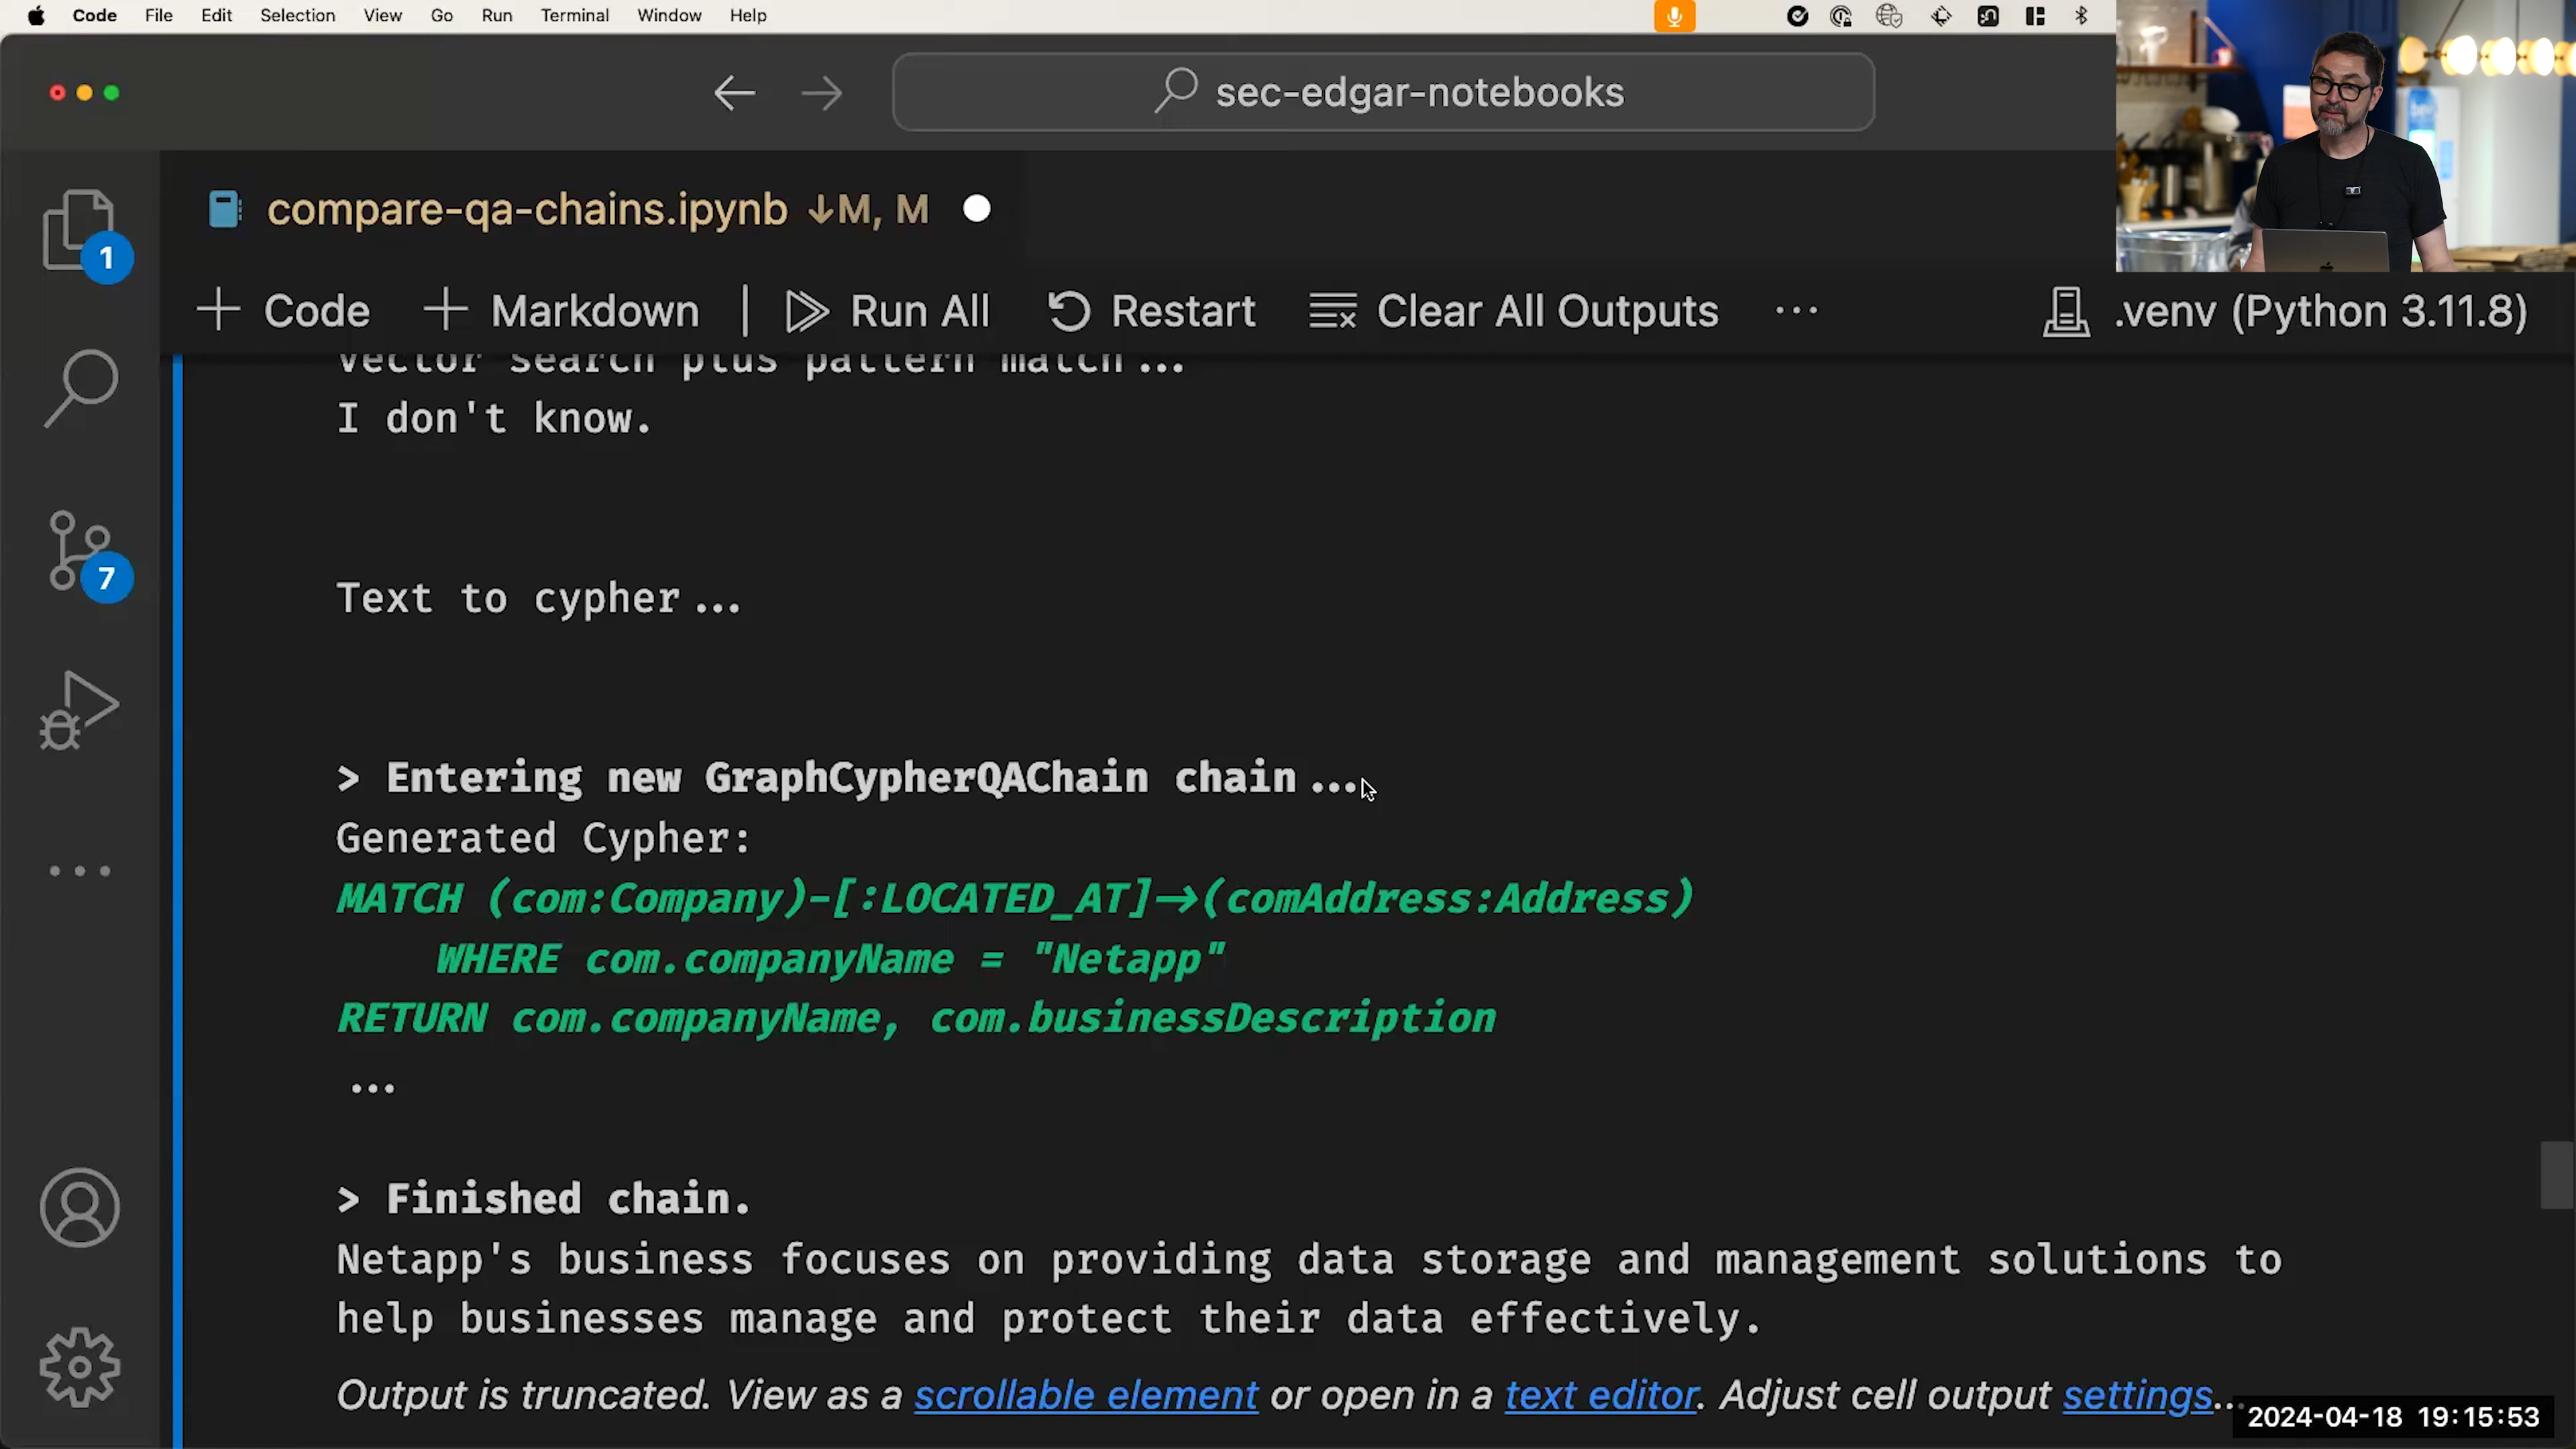 Code File Edit Selection View Go Run Terminal Window Help
sec-edgar-notebooks
compare-qa-chains.ipynb ↓M, M
1
Code Markdown | Run All Restart Clear All Outputs ... .venv (Python 3.11.8)
vector search plus pattern match...
I don't know.
7
Text to cypher...
> Entering new GraphCypherQAChain chain...
Generated Cypher:
MATCH (com:Company)-[:LOCATED_AT]→(comAddress:Address)
WHERE com.companyName = "Netapp"
RETURN com.companyName, com.businessDescription
...
> Finished chain.
Netapp's business focuses on providing data storage and management solutions to
help businesses manage and protect their data effectively.
Output is truncated. View as a scrollable element or open in a text editor. Adjust cell output settings...
2024-04-18 19:15:53